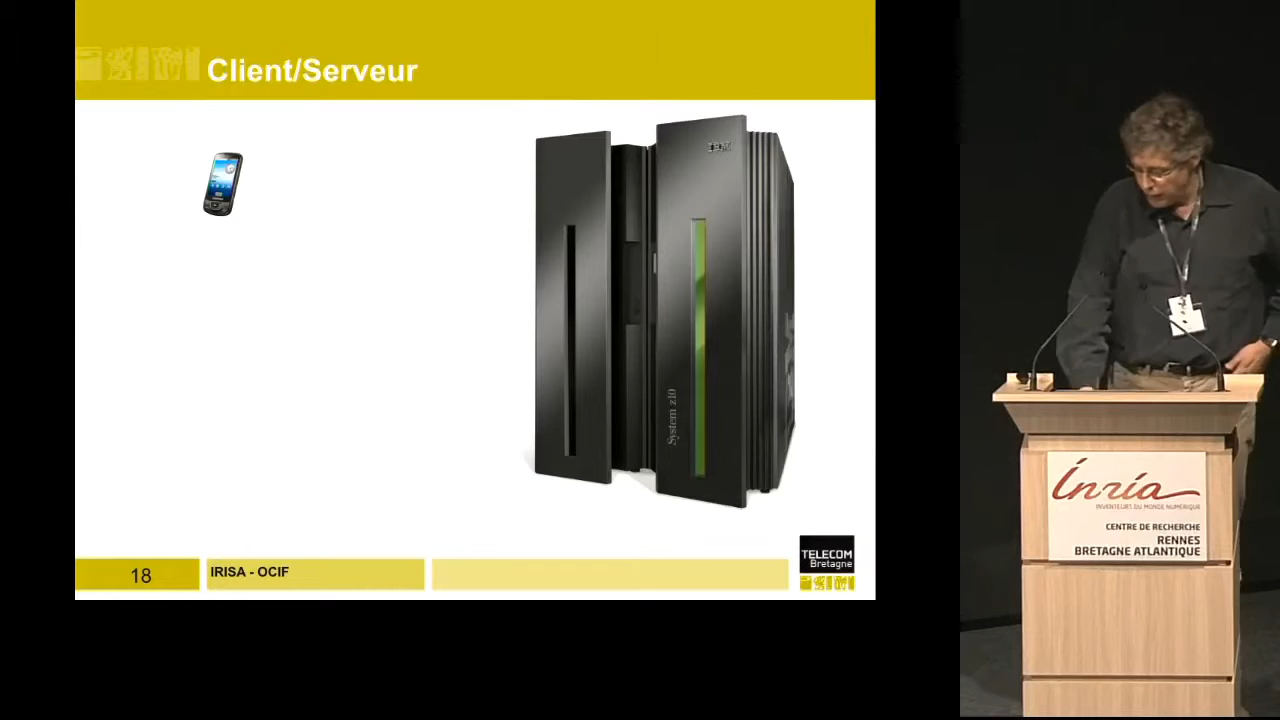 Client/Serveur
IBM
System z10
18
IRISA - OCIF
TELECOM
Bretagne
inria
INVENTEURS DU MONDE NUMÉRIQUE
CENTRE DE RECHERCHE
RENNES
BRETAGNE ATLANTIQUE